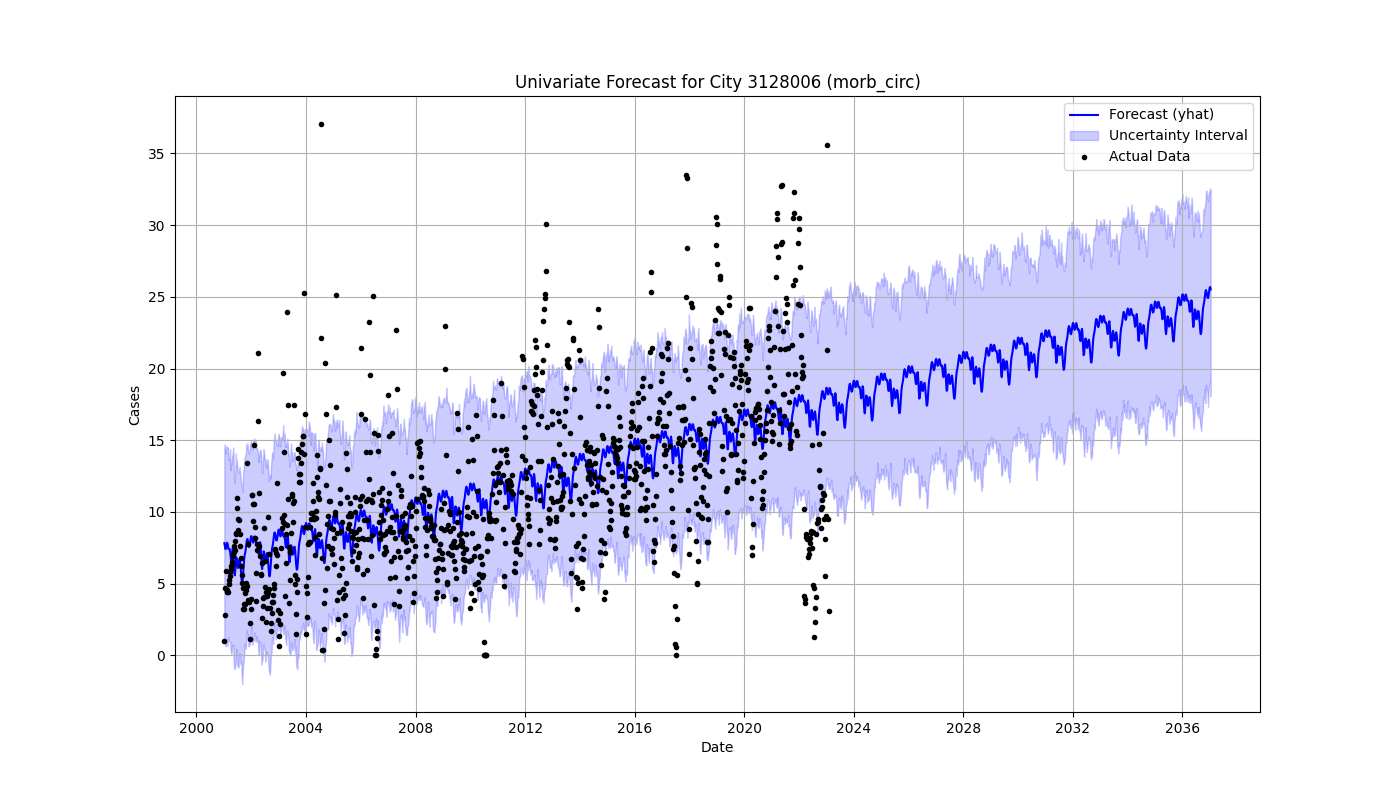 Univariate Forecast for City 3128006 (morb_circ)
Forecast (yhat)
Uncertainty Interval
Actual Data
Cases
35
30
25
20
15
10
5
0
2000 2004 2008 2012 2016 2020 2024 2028 2032 2036
Date